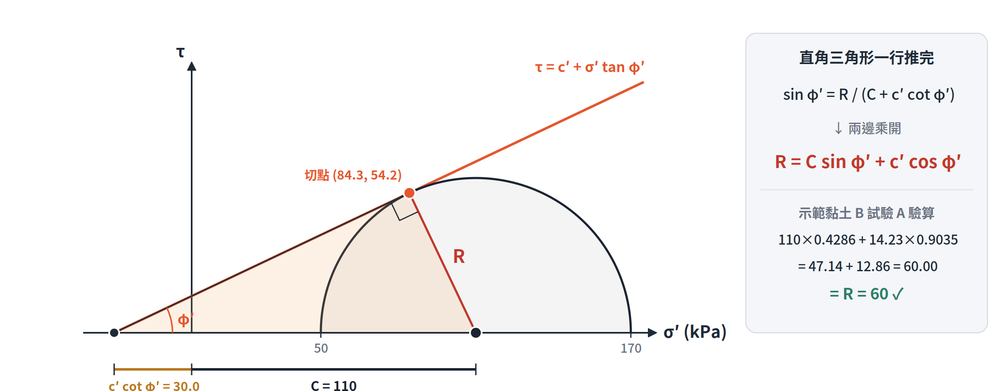 τ
τ = c′ + σ′ tan φ′
切點 (84.3, 54.2)
R
φ′
σ′ (kPa)
50
170
c′ cot φ′ = 30.0
C = 110
直角三角形一行推完
sin φ′ = R / (C + c′ cot φ′)
↓ 兩邊乘開
R = C sin φ′ + c′ cos φ′
示範黏土 B 試驗 A 驗算
110×0.4286 + 14.23×0.9035
= 47.14 + 12.86 = 60.00
= R = 60 ✓